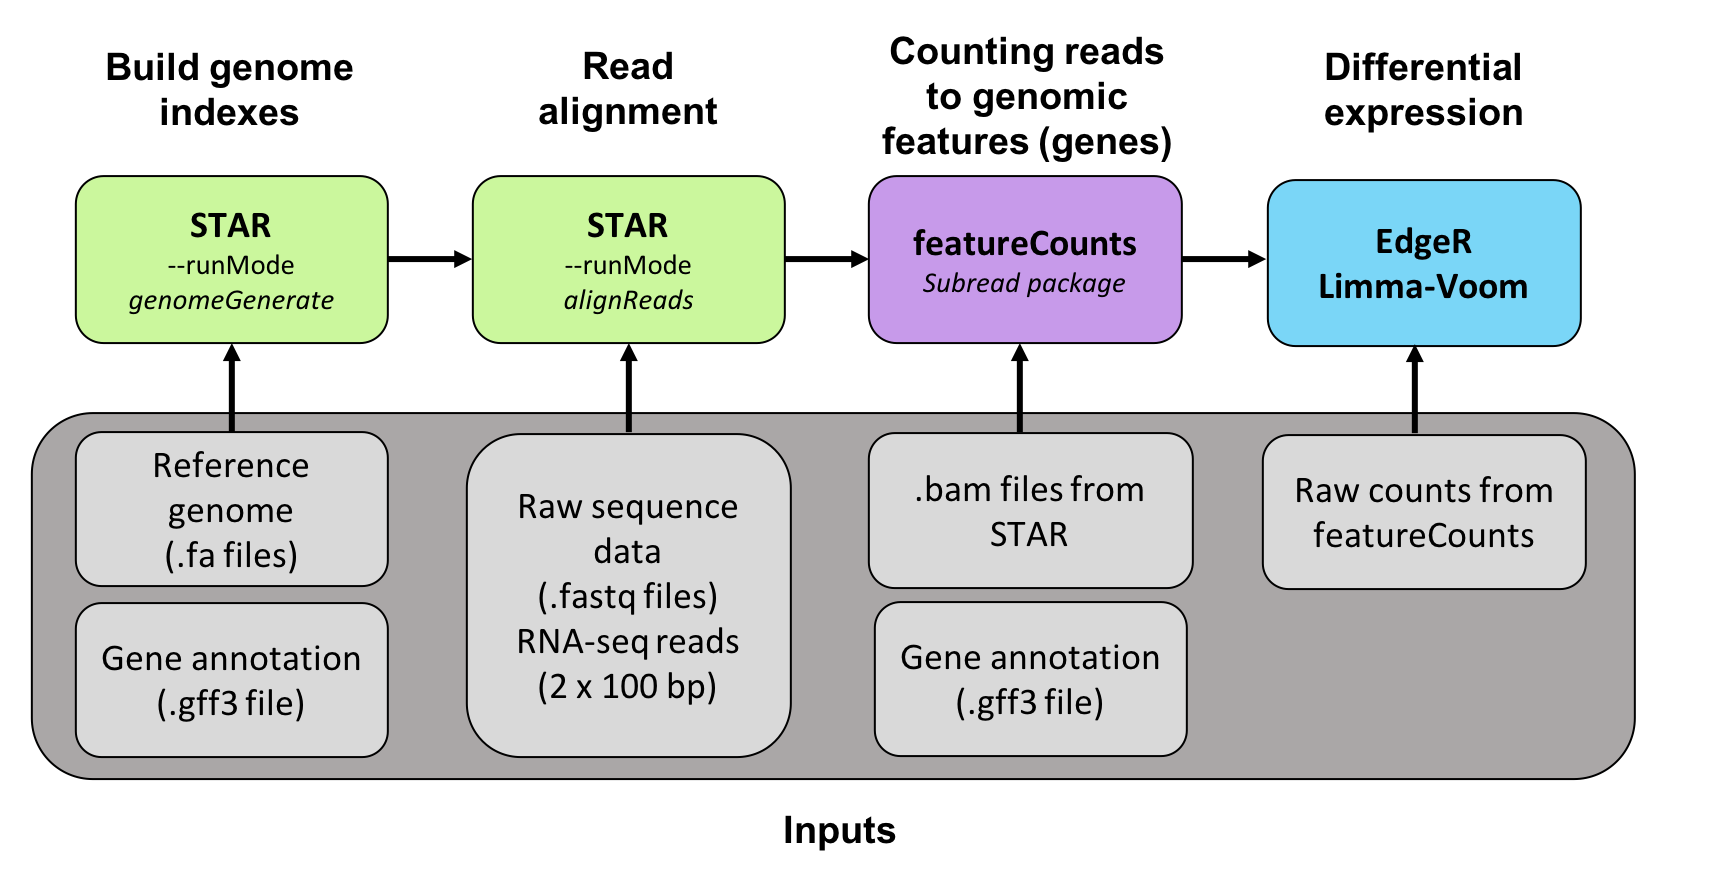 Build genome
indexes
Read
alignment
Counting reads
to genomic
features (genes)
Differential
expression
STAR
--runMode
genomeGenerate
STAR
--runMode
alignReads
featureCounts
Subread package
EdgeR
Limma-Voom
Reference
genome
(.fa files)
Gene annotation
(.gff3 file)
Raw sequence
data
(.fastq files)
RNA-seq reads
(2 x 100 bp)
.bam files from
STAR
Gene annotation
(.gff3 file)
Raw counts from
featureCounts
Inputs